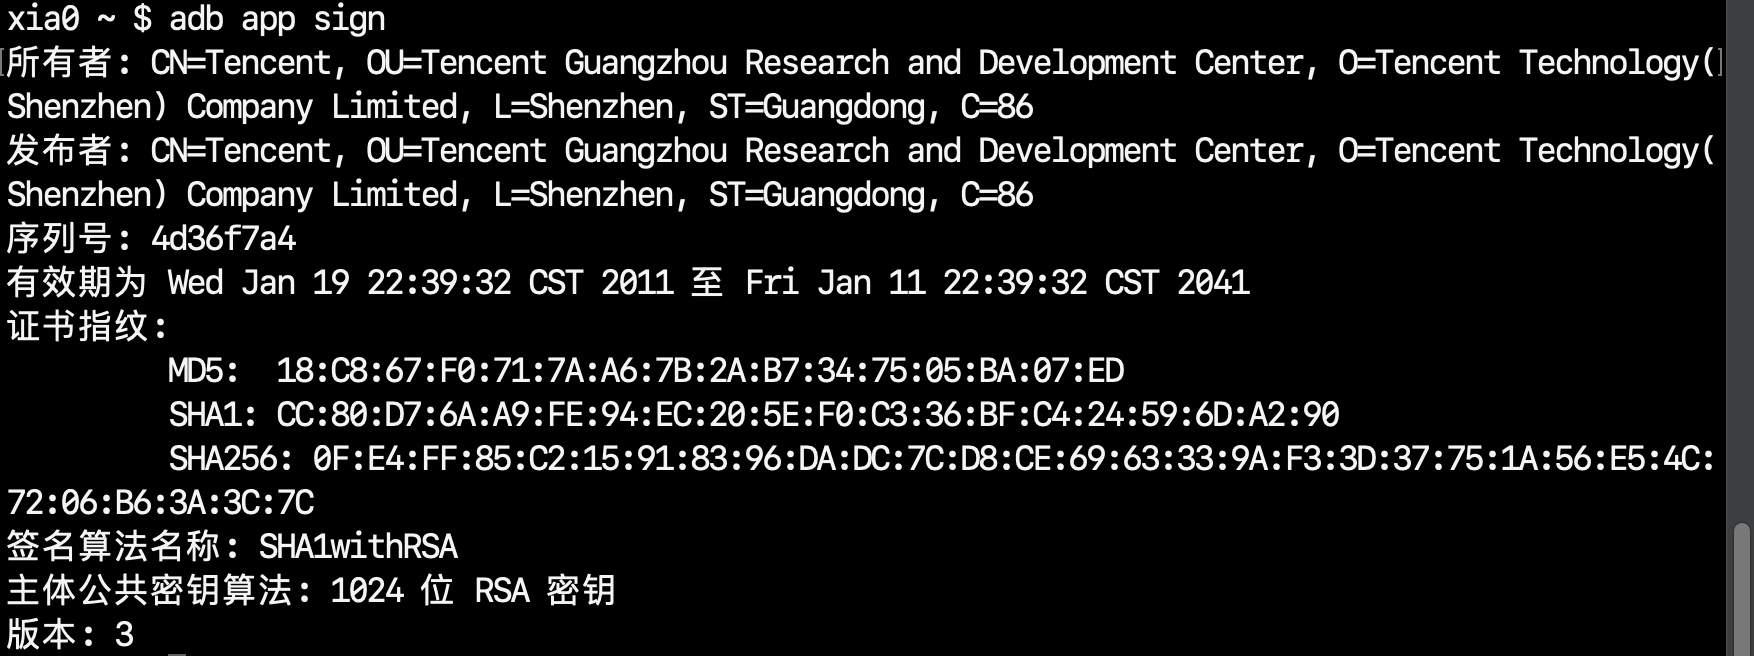 xia0 ~ $ adb app sign
所有者: CN=Tencent, OU=Tencent Guangzhou Research and Development Center, O=Tencent Technology(
Shenzhen) Company Limited, L=Shenzhen, ST=Guangdong, C=86
发布者: CN=Tencent, OU=Tencent Guangzhou Research and Development Center, O=Tencent Technology(
Shenzhen) Company Limited, L=Shenzhen, ST=Guangdong, C=86
序列号: 4d36f7a4
有效期为 Wed Jan 19 22:39:32 CST 2011 至 Fri Jan 11 22:39:32 CST 2041
证书指纹:
MD5:  18:C8:67:F0:71:7A:A6:7B:2A:B7:34:75:05:BA:07:ED
SHA1: CC:80:D7:6A:A9:FE:94:EC:20:5E:F0:C3:36:BF:C4:24:59:6D:A2:90
SHA256: 0F:E4:FF:85:C2:15:91:83:96:DA:DC:7C:D8:CE:69:63:33:9A:F3:3D:37:75:1A:56:E5:4C:
72:06:B6:3A:3C:7C
签名算法名称: SHA1withRSA
主体公共密钥算法: 1024 位 RSA 密钥
版本: 3